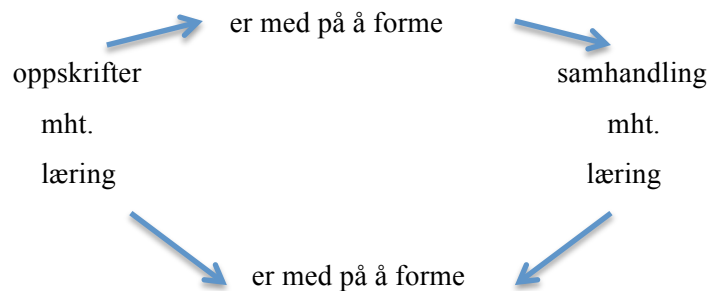 er med på å forme
oppskrifter samhandling
mht. mht.
læring læring
er med på å forme